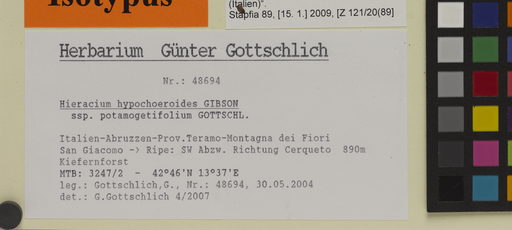 Isotypus
(Italien)".
Stapfia 89, [15. 1.] 2009, [Z 121/20(89]
Herbarium Günter Gottschlich
Nr.: 48694
Hieracium hypochoeroides GIBSON
ssp. potamogetifolium GOTTSCHL.
Italien-Abruzzen-Prov.Teramo-Montagna dei Fiori
San Giacomo -> Ripe: SW Abzw. Richtung Cerqueto 890m
Kiefernforst
MTB: 3247/2 - 42°46'N 13°37'E
leg.: Gottschlich,G., Nr.: 48694, 30.05.2004
det.: G.Gottschlich 4/2007